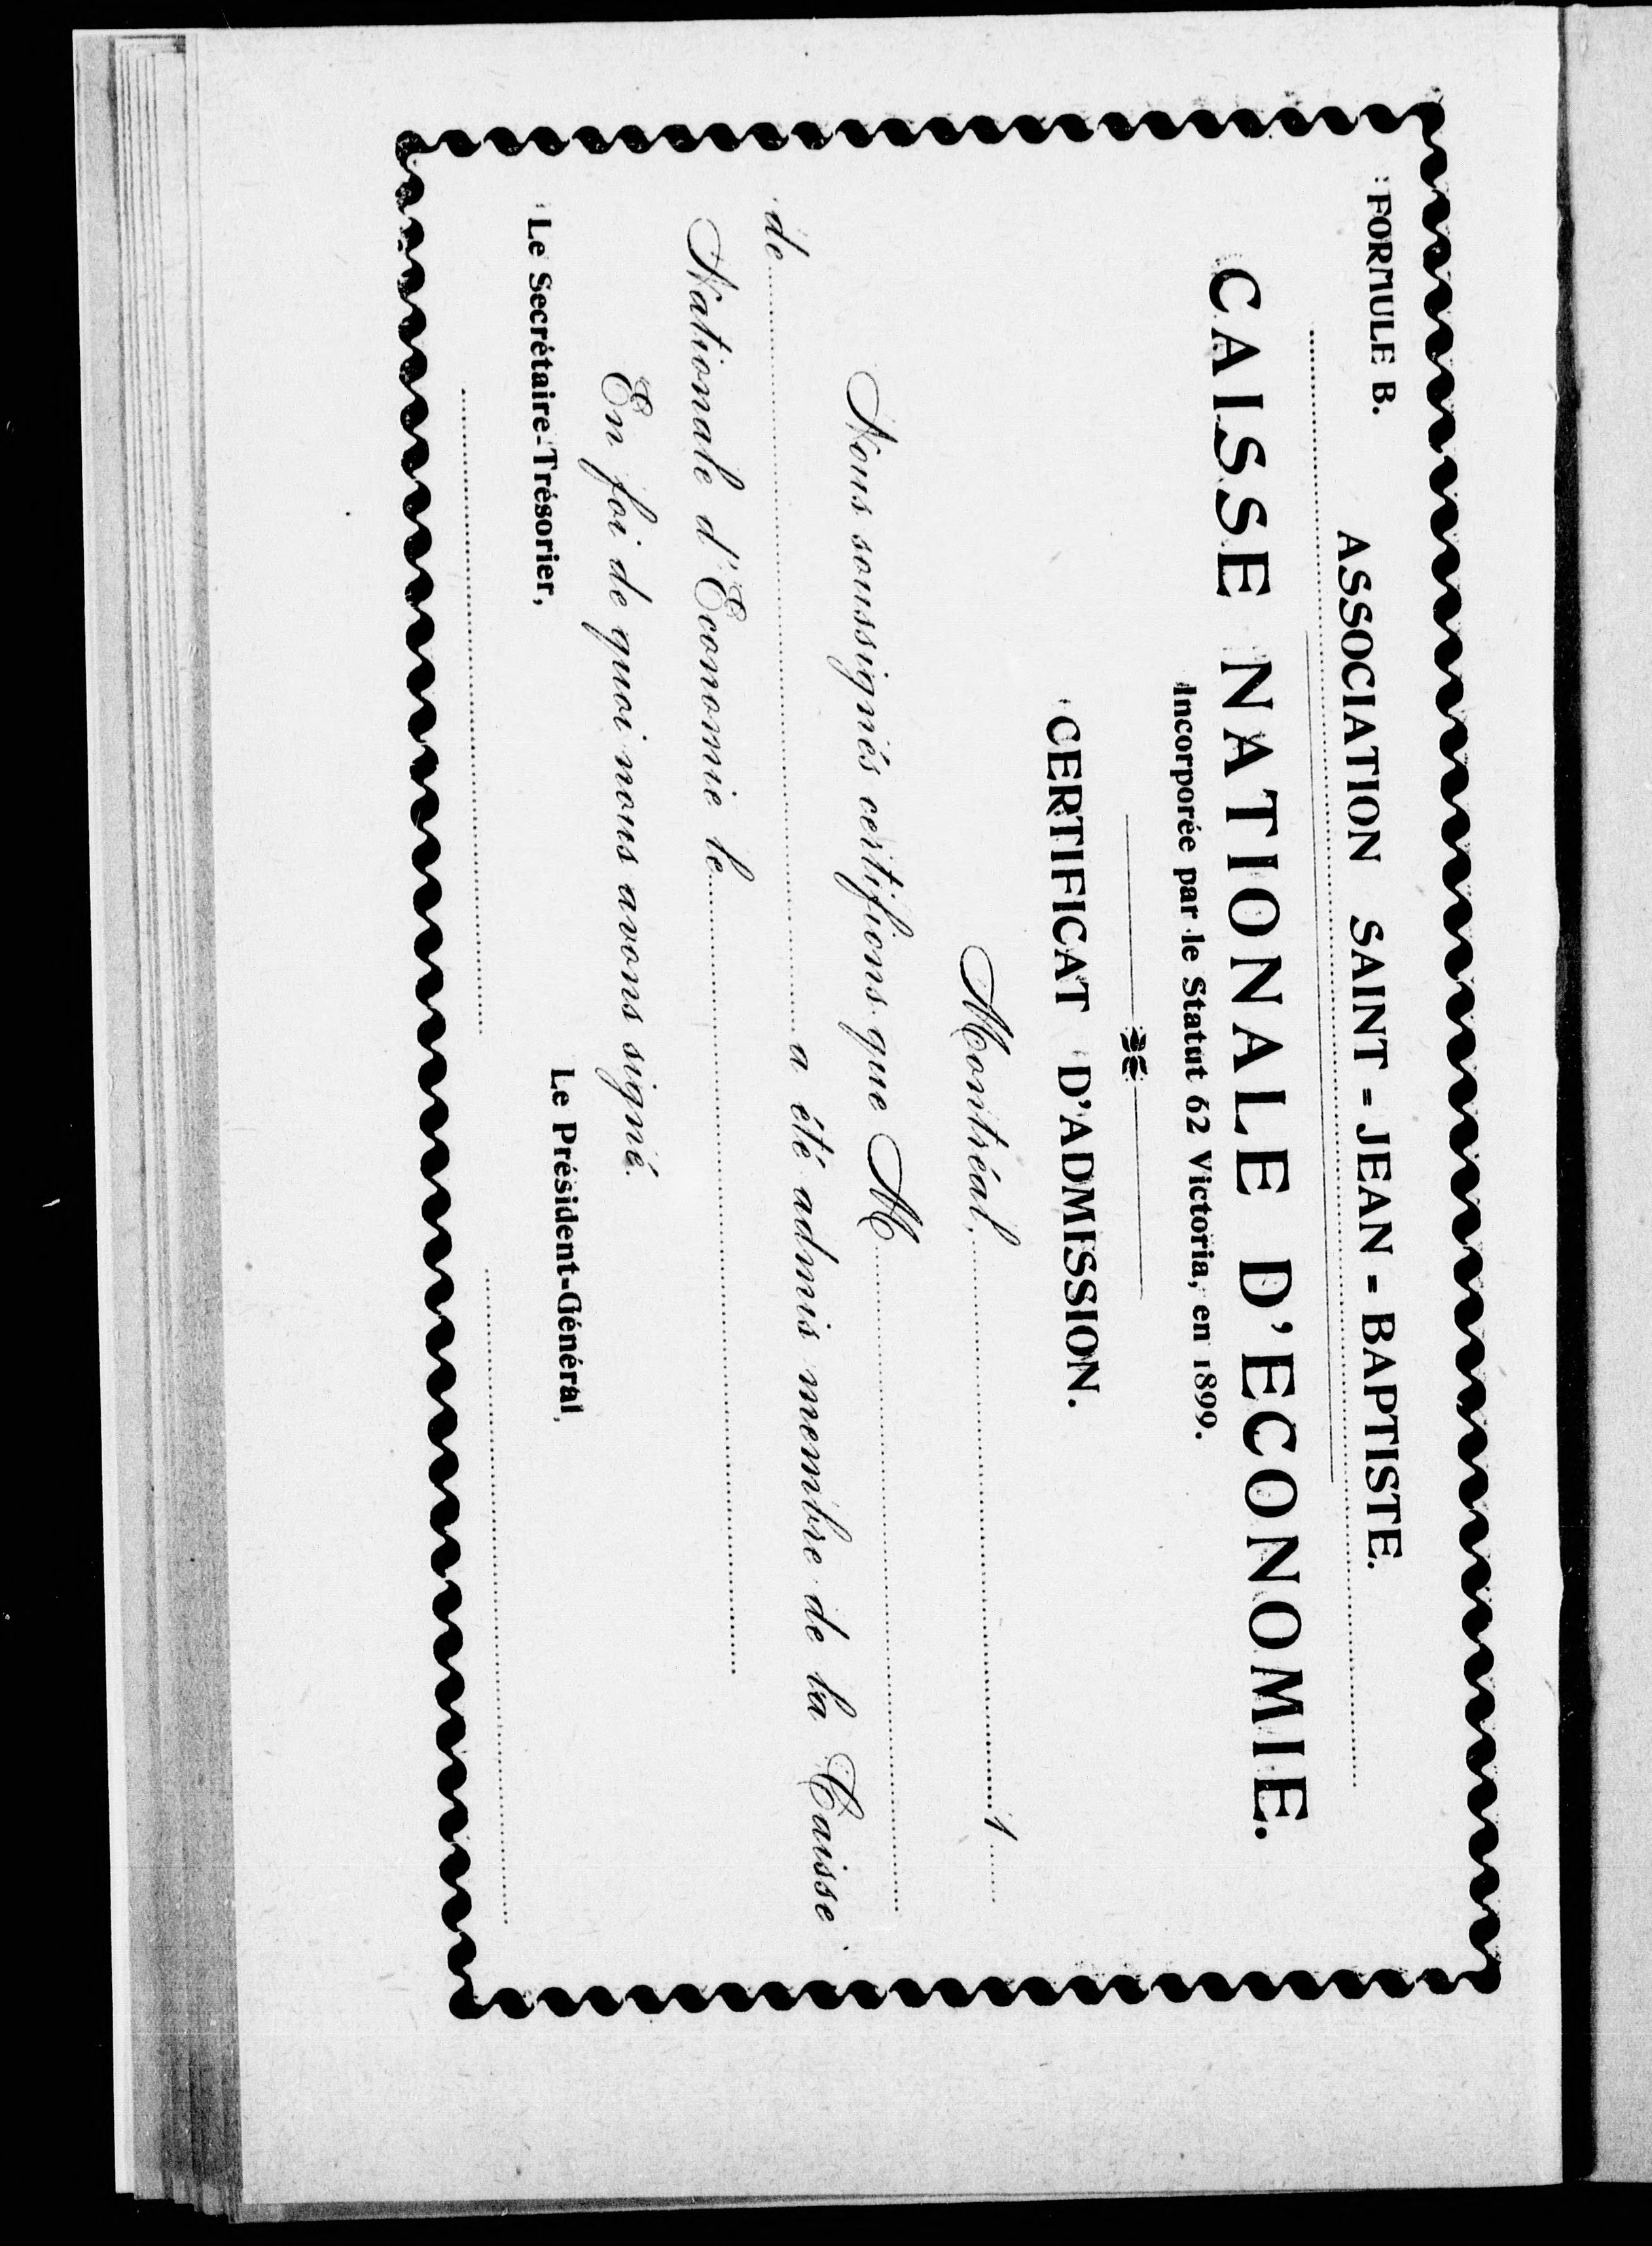 FORMULE B.
ASSOCIATION SAINT=JEAN=BAPTISTE.
CAISSE NATIONALE D'ECONOMIE.
Incorporée par le Statut 62 Victoria, en 1899.
CERTIFICAT D'ADMISSION.
Montréal, 1
Nous soussignés certifions que M
de a été admis membre de la Caisse
Nationale d'Economie le
En foi de quoi nous avons signé.
Le Secrétaire-Trésorier, Le Président-Général,